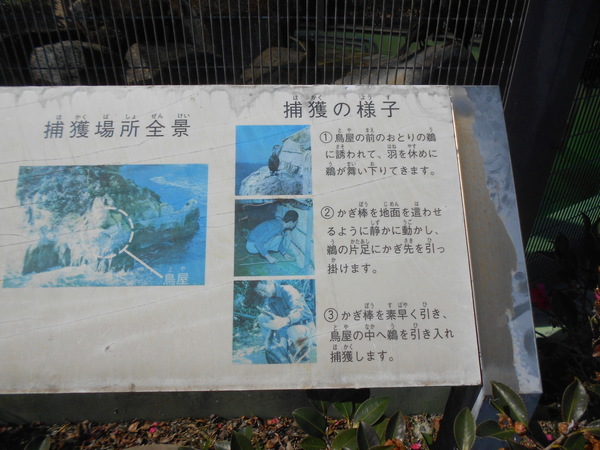 捕獲場所全景
鳥屋
捕獲の様子
①鳥屋の前のおとりの鵜
に誘われて、羽を休めに
鵜が舞い下りてきます。
②かぎ棒を地面を這わせ
るように静かに動かし、
鵜の片足にかぎ先を引っ
掛けます。
③かぎ棒を素早く引き、
鳥屋の中へ鵜を引き入れ
捕獲します。